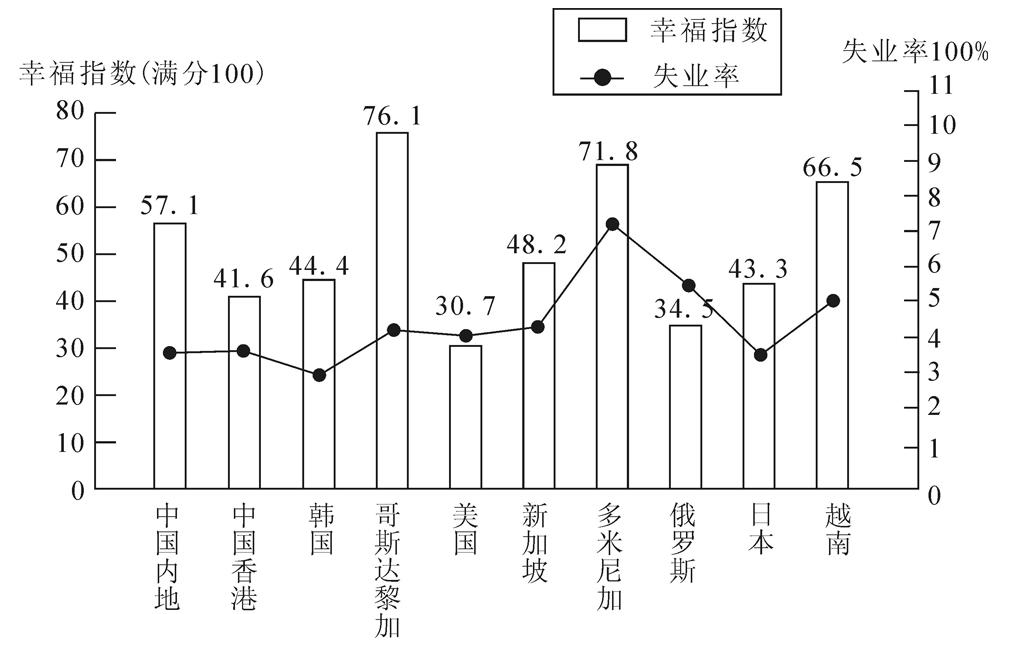 幸福指数
失业率
幸福指数(满分100)
失业率100%
80
70
60
50
40
30
20
10
0
57. 1
41. 6
44. 4
76. 1
30. 7
48. 2
71. 8
34. 5
43. 3
66. 5
11
10
9
8
7
6
5
4
3
2
1
0
中国内地
中国香港
韩国
哥斯达黎加
美国
新加坡
多米尼加
俄罗斯
日本
越南